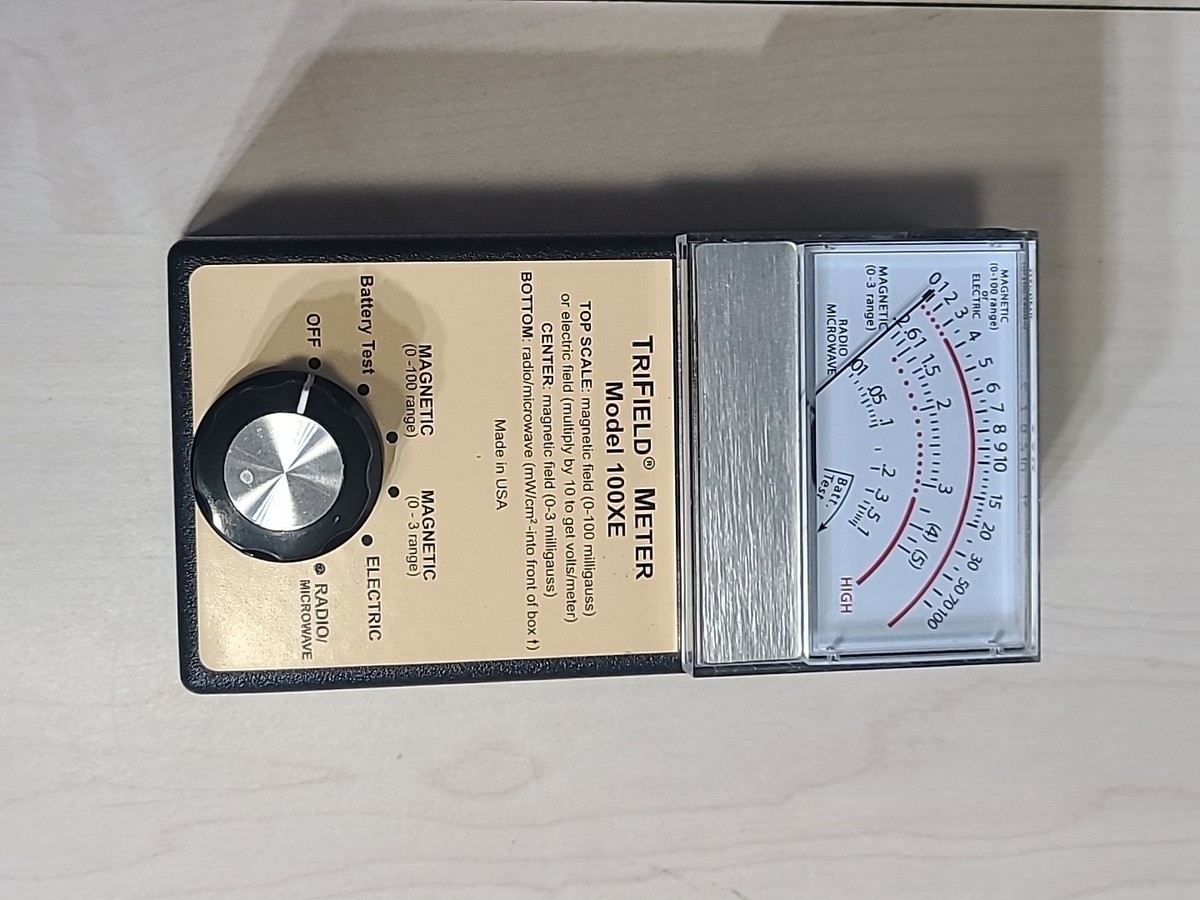 MAGNETIC
(0-100 range)
or
ELECTRIC
0 1 2 3 4 5 6 7 8 9 10 15 20 30 50 70 100
MAGNETIC
(0-3 range)
.2 .6 1 1.5 2 3 (4) (5)
RADIO
MICROWAVE
.01 .05 .1 .2 .3 .5 1
HIGH
Batt.
Test.
TRIFIELD® METER
Model 100XE
TOP SCALE: magnetic field (0-100 milligauss)
or electric field (multiply by 10 to get volts/meter)
CENTER: magnetic field (0-3 milligauss)
BOTTOM: radio/microwave (mW/cm² -into front of box ↑)
Made in USA
MAGNETIC
(0 -100 range)
MAGNETIC
(0 - 3 range)
Battery Test
ELECTRIC
OFF
RADIO/
MICROWAVE